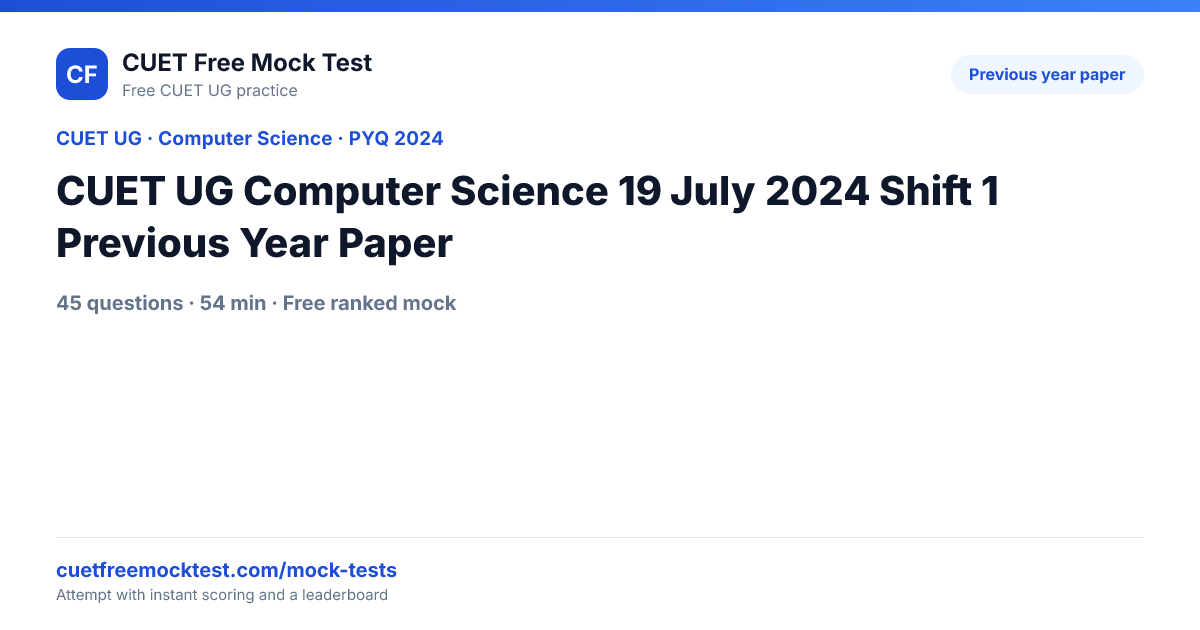 CF
CUET Free Mock Test
Free CUET UG practice
Previous year paper
CUET UG · Computer Science · PYQ 2024
CUET UG Computer Science 19 July 2024 Shift 1
Previous Year Paper
45 questions · 54 min · Free ranked mock
cuetfreemocktest.com/mock-tests
Attempt with instant scoring and a leaderboard